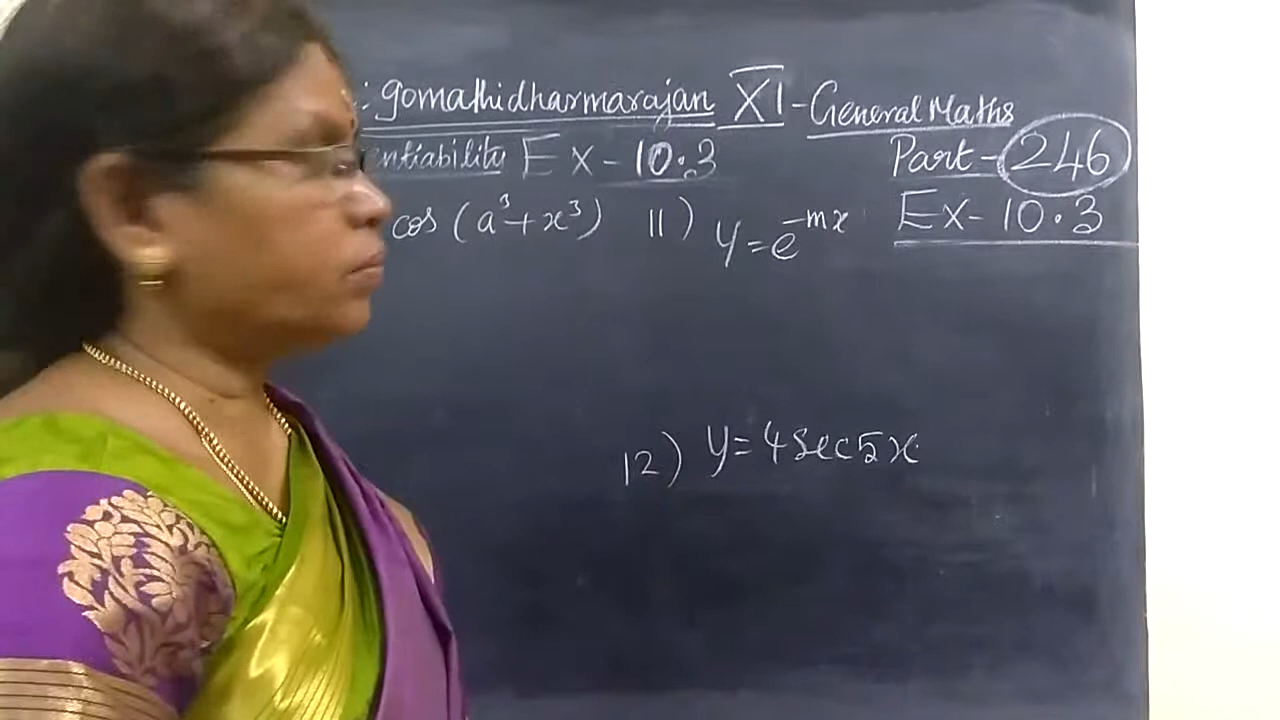 : gomathidharmarajan XI - General Maths
entiability Ex - 10.3 Part - 246
cos (a³+x³) 11) y=e^-mx Ex - 10.3
12) y=4sec5x